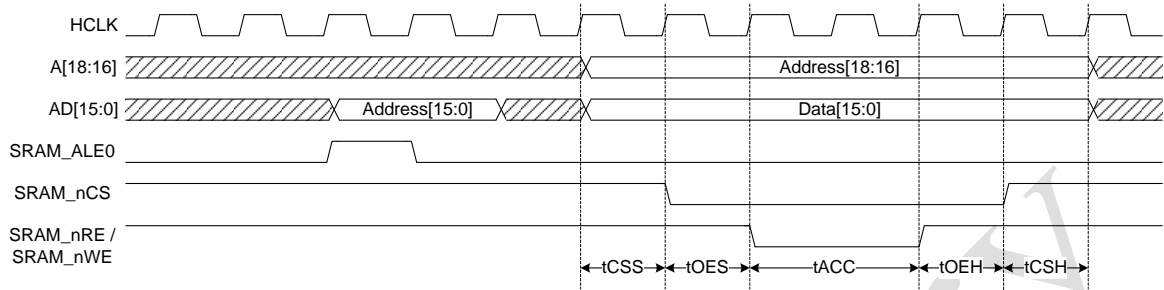 HCLK
A[18:16] Address[18:16]
AD[15:0] Address[15:0] Data[15:0]
SRAM_ALE0
SRAM_nCS
SRAM_nRE /
SRAM_nWE
tCSS tOES tACC tOEH tCSH